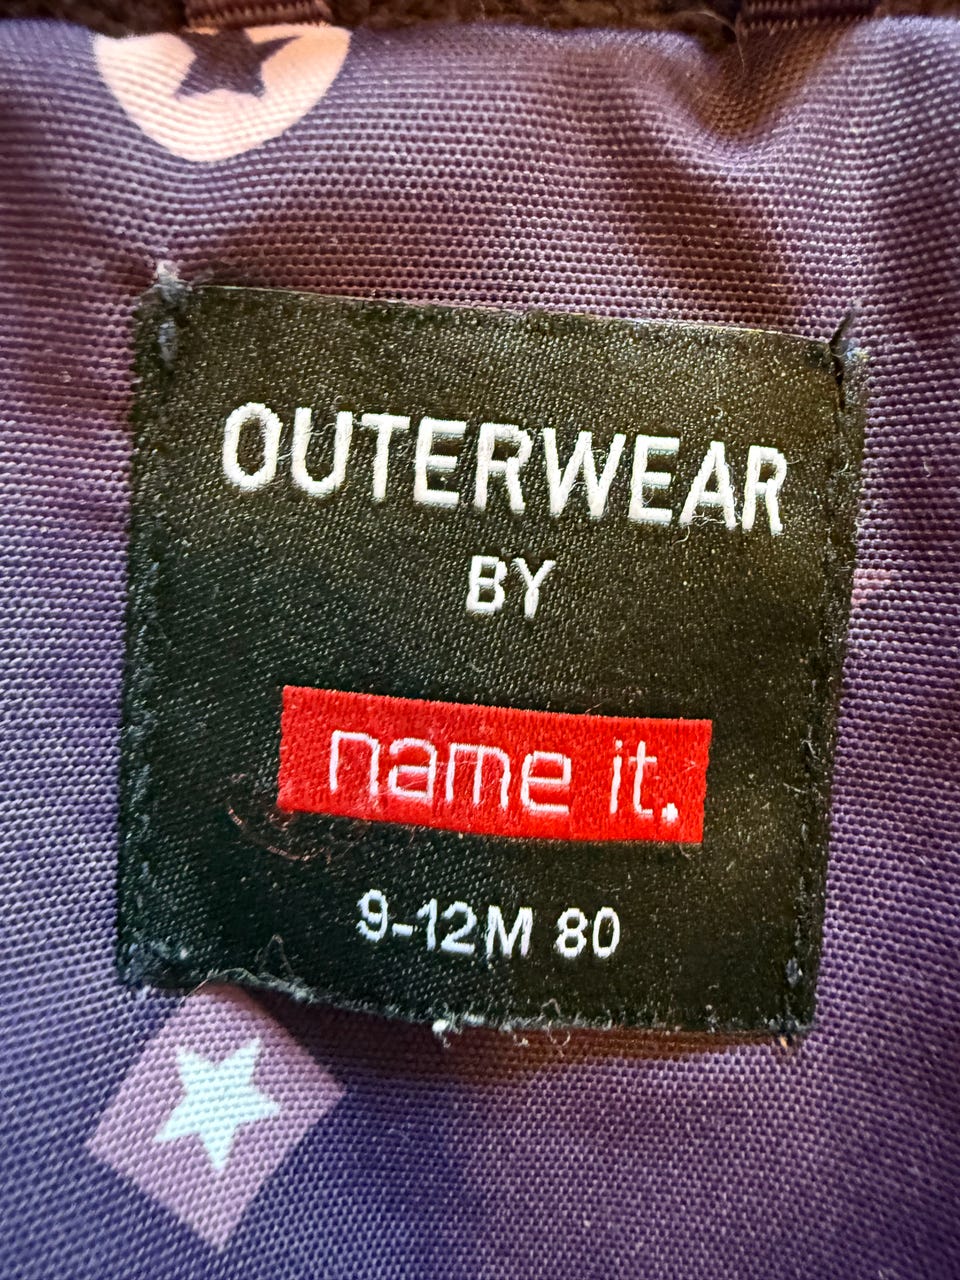 OUTERWEAR
BY
name it.
9-12M 80